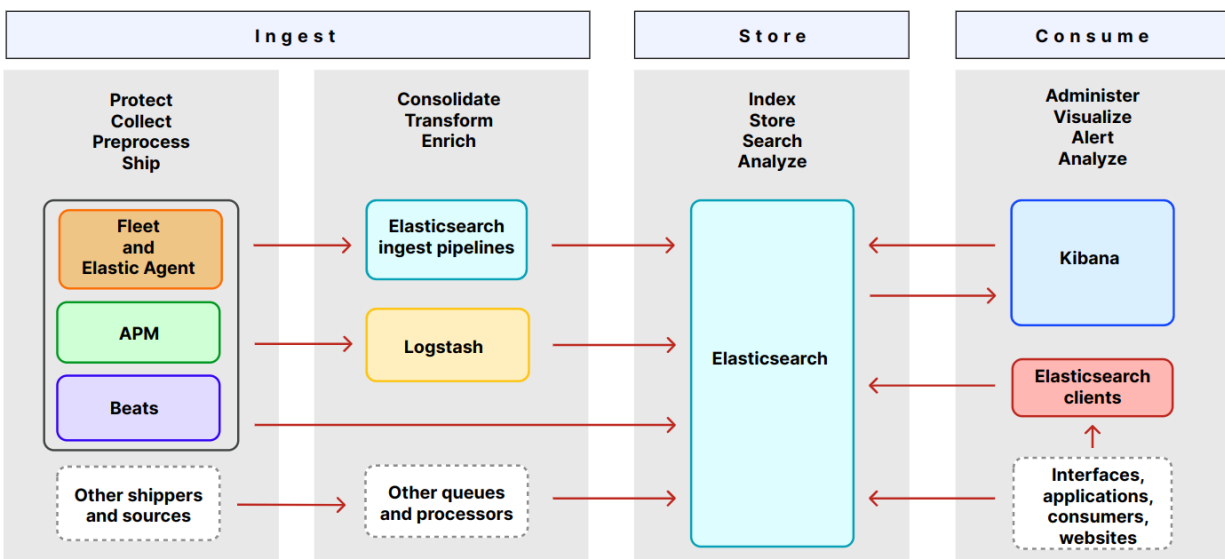 Ingest
Store
Consume
Protect
Collect
Preprocess
Ship
Consolidate
Transform
Enrich
Index
Store
Search
Analyze
Administer
Visualize
Alert
Analyze
Fleet
and
Elastic Agent
APM
Beats
Other shippers
and sources
Elasticsearch
ingest pipelines
Logstash
Other queues
and processors
Elasticsearch
Kibana
Elasticsearch
clients
Interfaces,
applications,
consumers,
websites